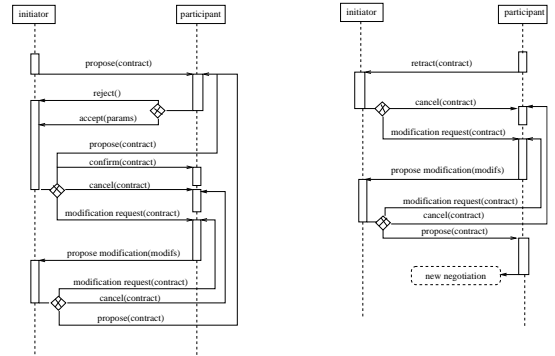 initiator
participant
propose(contract)
reject()
accept(params)
propose(contract)
confirm(contract)
cancel(contract)
modification request(contract)
propose modification(modifs)
modification request(contract)
cancel(contract)
propose(contract)
initiator
participant
retract(contract)
cancel(contract)
modification request(contract)
propose modification(modifs)
modification request(contract)
cancel(contract)
propose(contract)
new negotiation